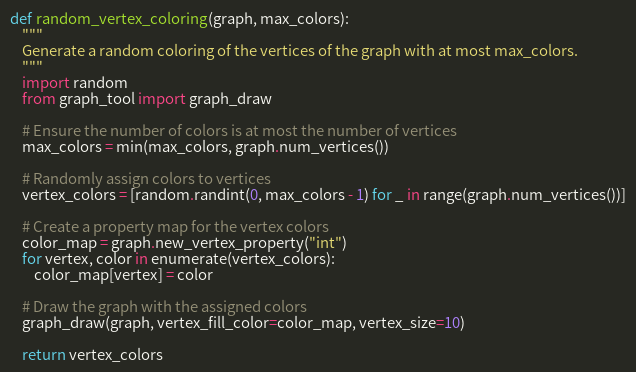 def random_vertex_coloring(graph, max_colors):
    """
    Generate a random coloring of the vertices of the graph with at most max_colors.
    """
    import random
    from graph_tool import graph_draw

    # Ensure the number of colors is at most the number of vertices
    max_colors = min(max_colors, graph.num_vertices())

    # Randomly assign colors to vertices
    vertex_colors = [random.randint(0, max_colors - 1) for _ in range(graph.num_vertices())]

    # Create a property map for the vertex colors
    color_map = graph.new_vertex_property("int")
    for vertex, color in enumerate(vertex_colors):
        color_map[vertex] = color

    # Draw the graph with the assigned colors
    graph_draw(graph, vertex_fill_color=color_map, vertex_size=10)

    return vertex_colors